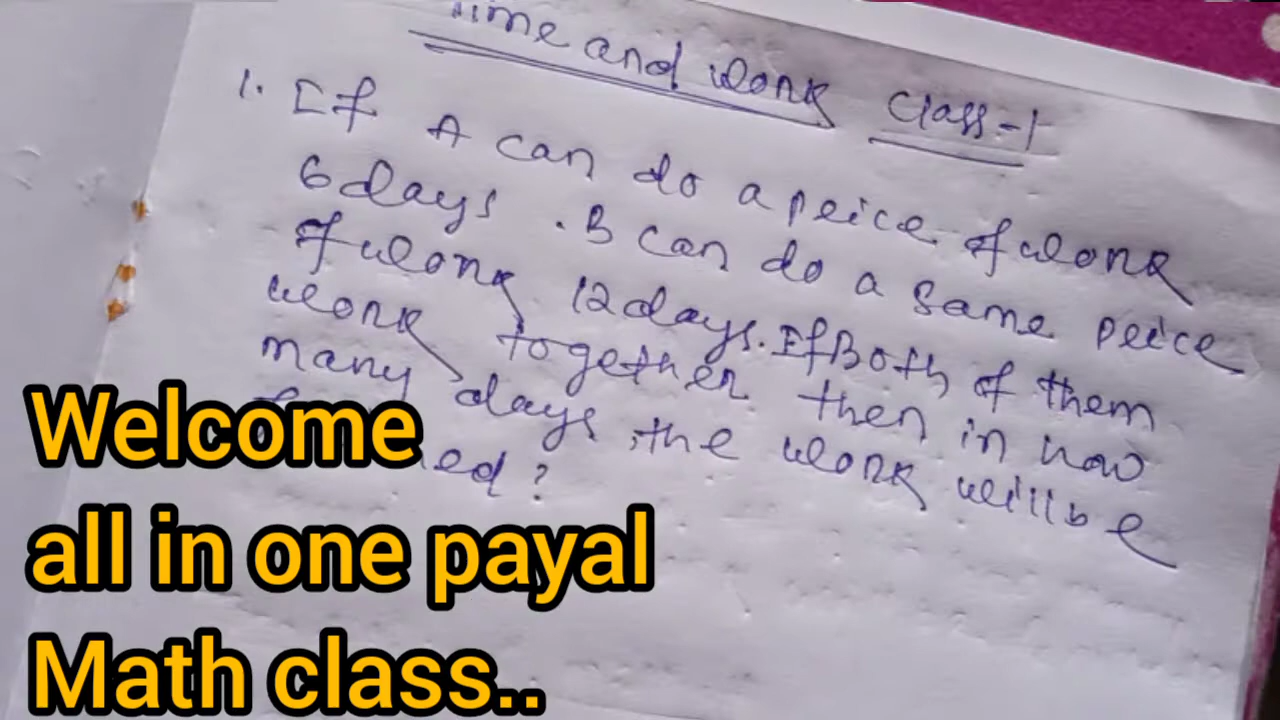 Time and Work Class-1
1. If A can do a peice of work
6 days . B can do a same peice
of work 12 days. If Both of them
work together then in how
many days, the work will be
ned ?
Welcome
all in one payal
Math class..